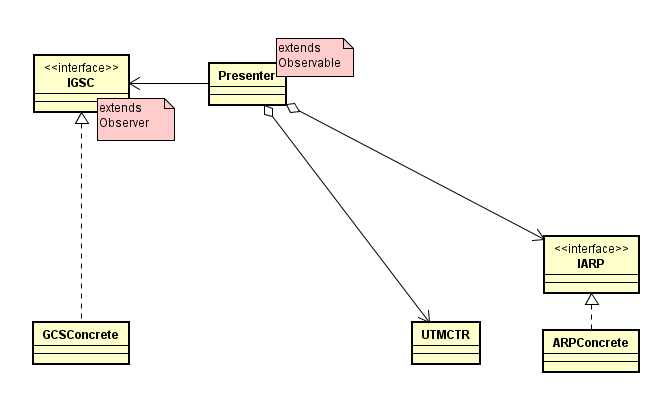 <<interface>>
IGSC
extends
Observer
Presenter
extends
Observable
<<interface>>
IARP
GCSConcrete
UTMCTR
ARPConcrete